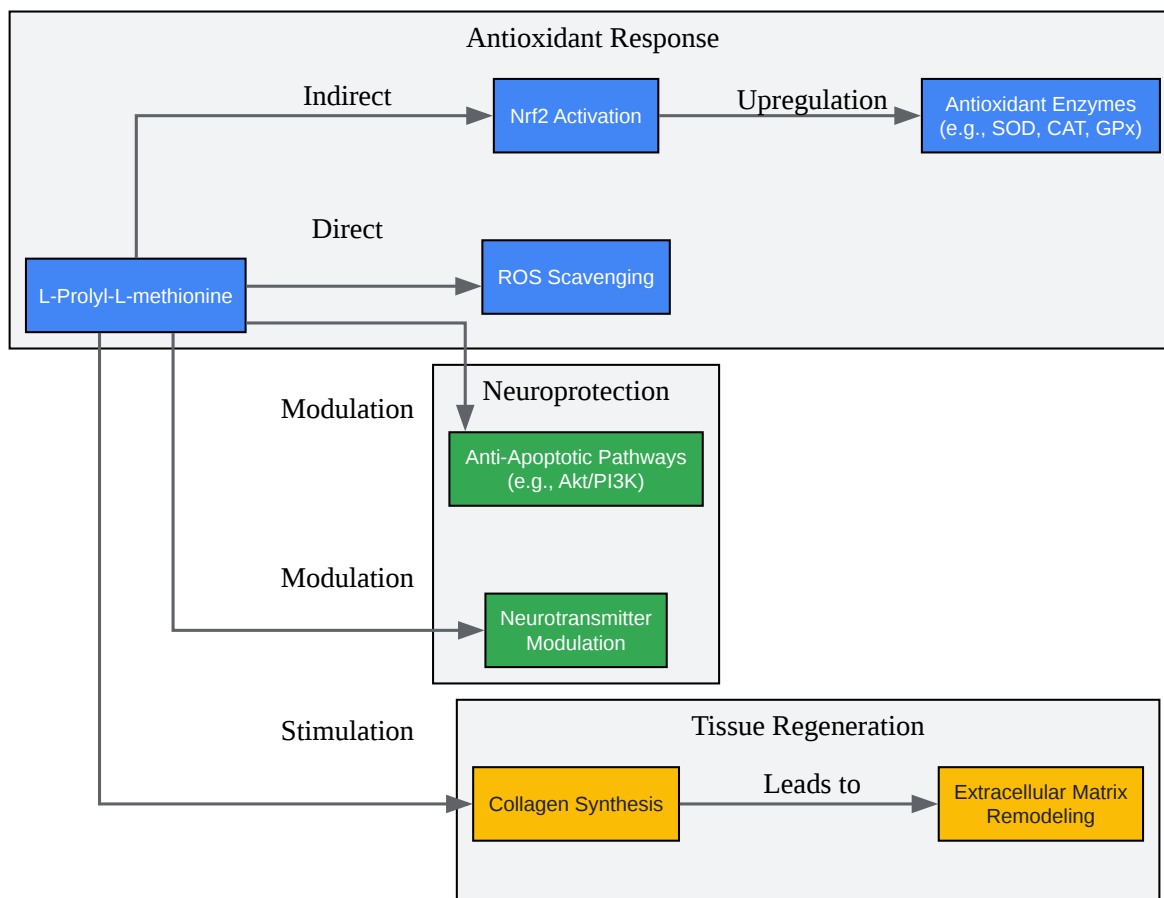 Antioxidant Response
Indirect
Nrf2 Activation
Upregulation
Antioxidant Enzymes
(e.g., SOD, CAT, GPx)
Direct
ROS Scavenging
L-Prolyl-L-methionine
Neuroprotection
Modulation
Anti-Apoptotic Pathways
(e.g., Akt/PI3K)
Modulation
Neurotransmitter
Modulation
Stimulation
Tissue Regeneration
Collagen Synthesis
Leads to
Extracellular Matrix
Remodeling